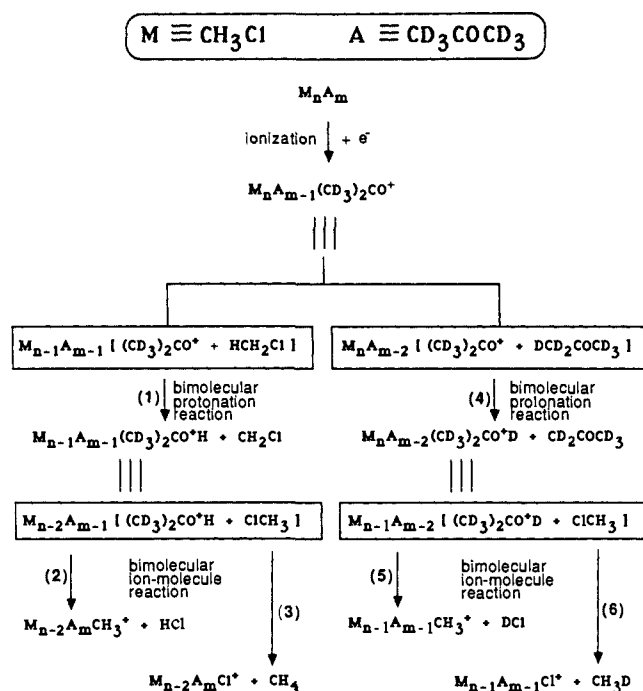 M ≡ CH₃Cl A ≡ CD₃COCD₃
MₙAₘ
ionization + e⁻
MₙAₘ₋₁(CD₃)₂CO⁺
Mₙ₋₁Aₘ₋₁ [ (CD₃)₂CO⁺ + HCH₂Cl ] MₙAₘ₋₂ [ (CD₃)₂CO⁺ + DCD₂COCD₃]
(1) bimolecular protonation reaction (4) bimolecular protonation reaction
Mₙ₋₁Aₘ₋₁(CD₃)₂CO⁺H + CH₂Cl MₙAₘ₋₂(CD₃)₂CO⁺D + CD₂COCD₃
Mₙ₋₂Aₘ₋₁ [ (CD₃)₂CO⁺H + ClCH₃] Mₙ₋₁Aₘ₋₂ [ (CD₃)₂CO⁺D + ClCH₃]
(2) bimolecular ion-molecule reaction (3) (5) bimolecular ion-molecule reaction (6)
Mₙ₋₂AₘCH₃⁺ + HCl Mₙ₋₁Aₘ₋₁CH₃⁺ + DCl
Mₙ₋₂AₘCl⁺ + CH₄ Mₙ₋₁Aₘ₋₁Cl⁺ + CH₃D